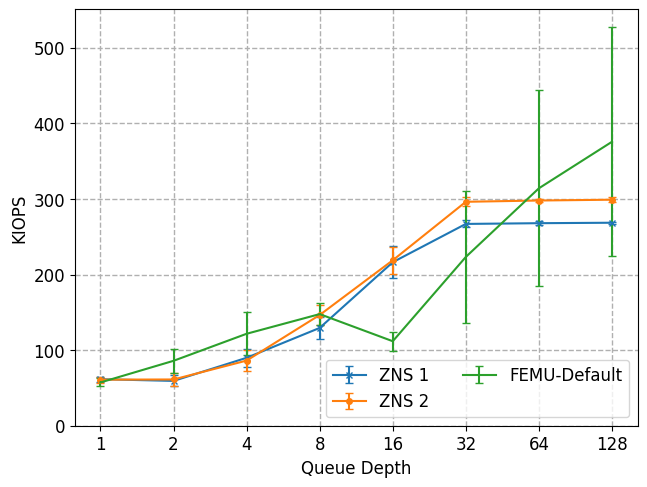 500
400
300
200
100
0
KIOPS
1 2 4 8 16 32 64 128
Queue Depth
ZNS 1
ZNS 2
FEMU-Default